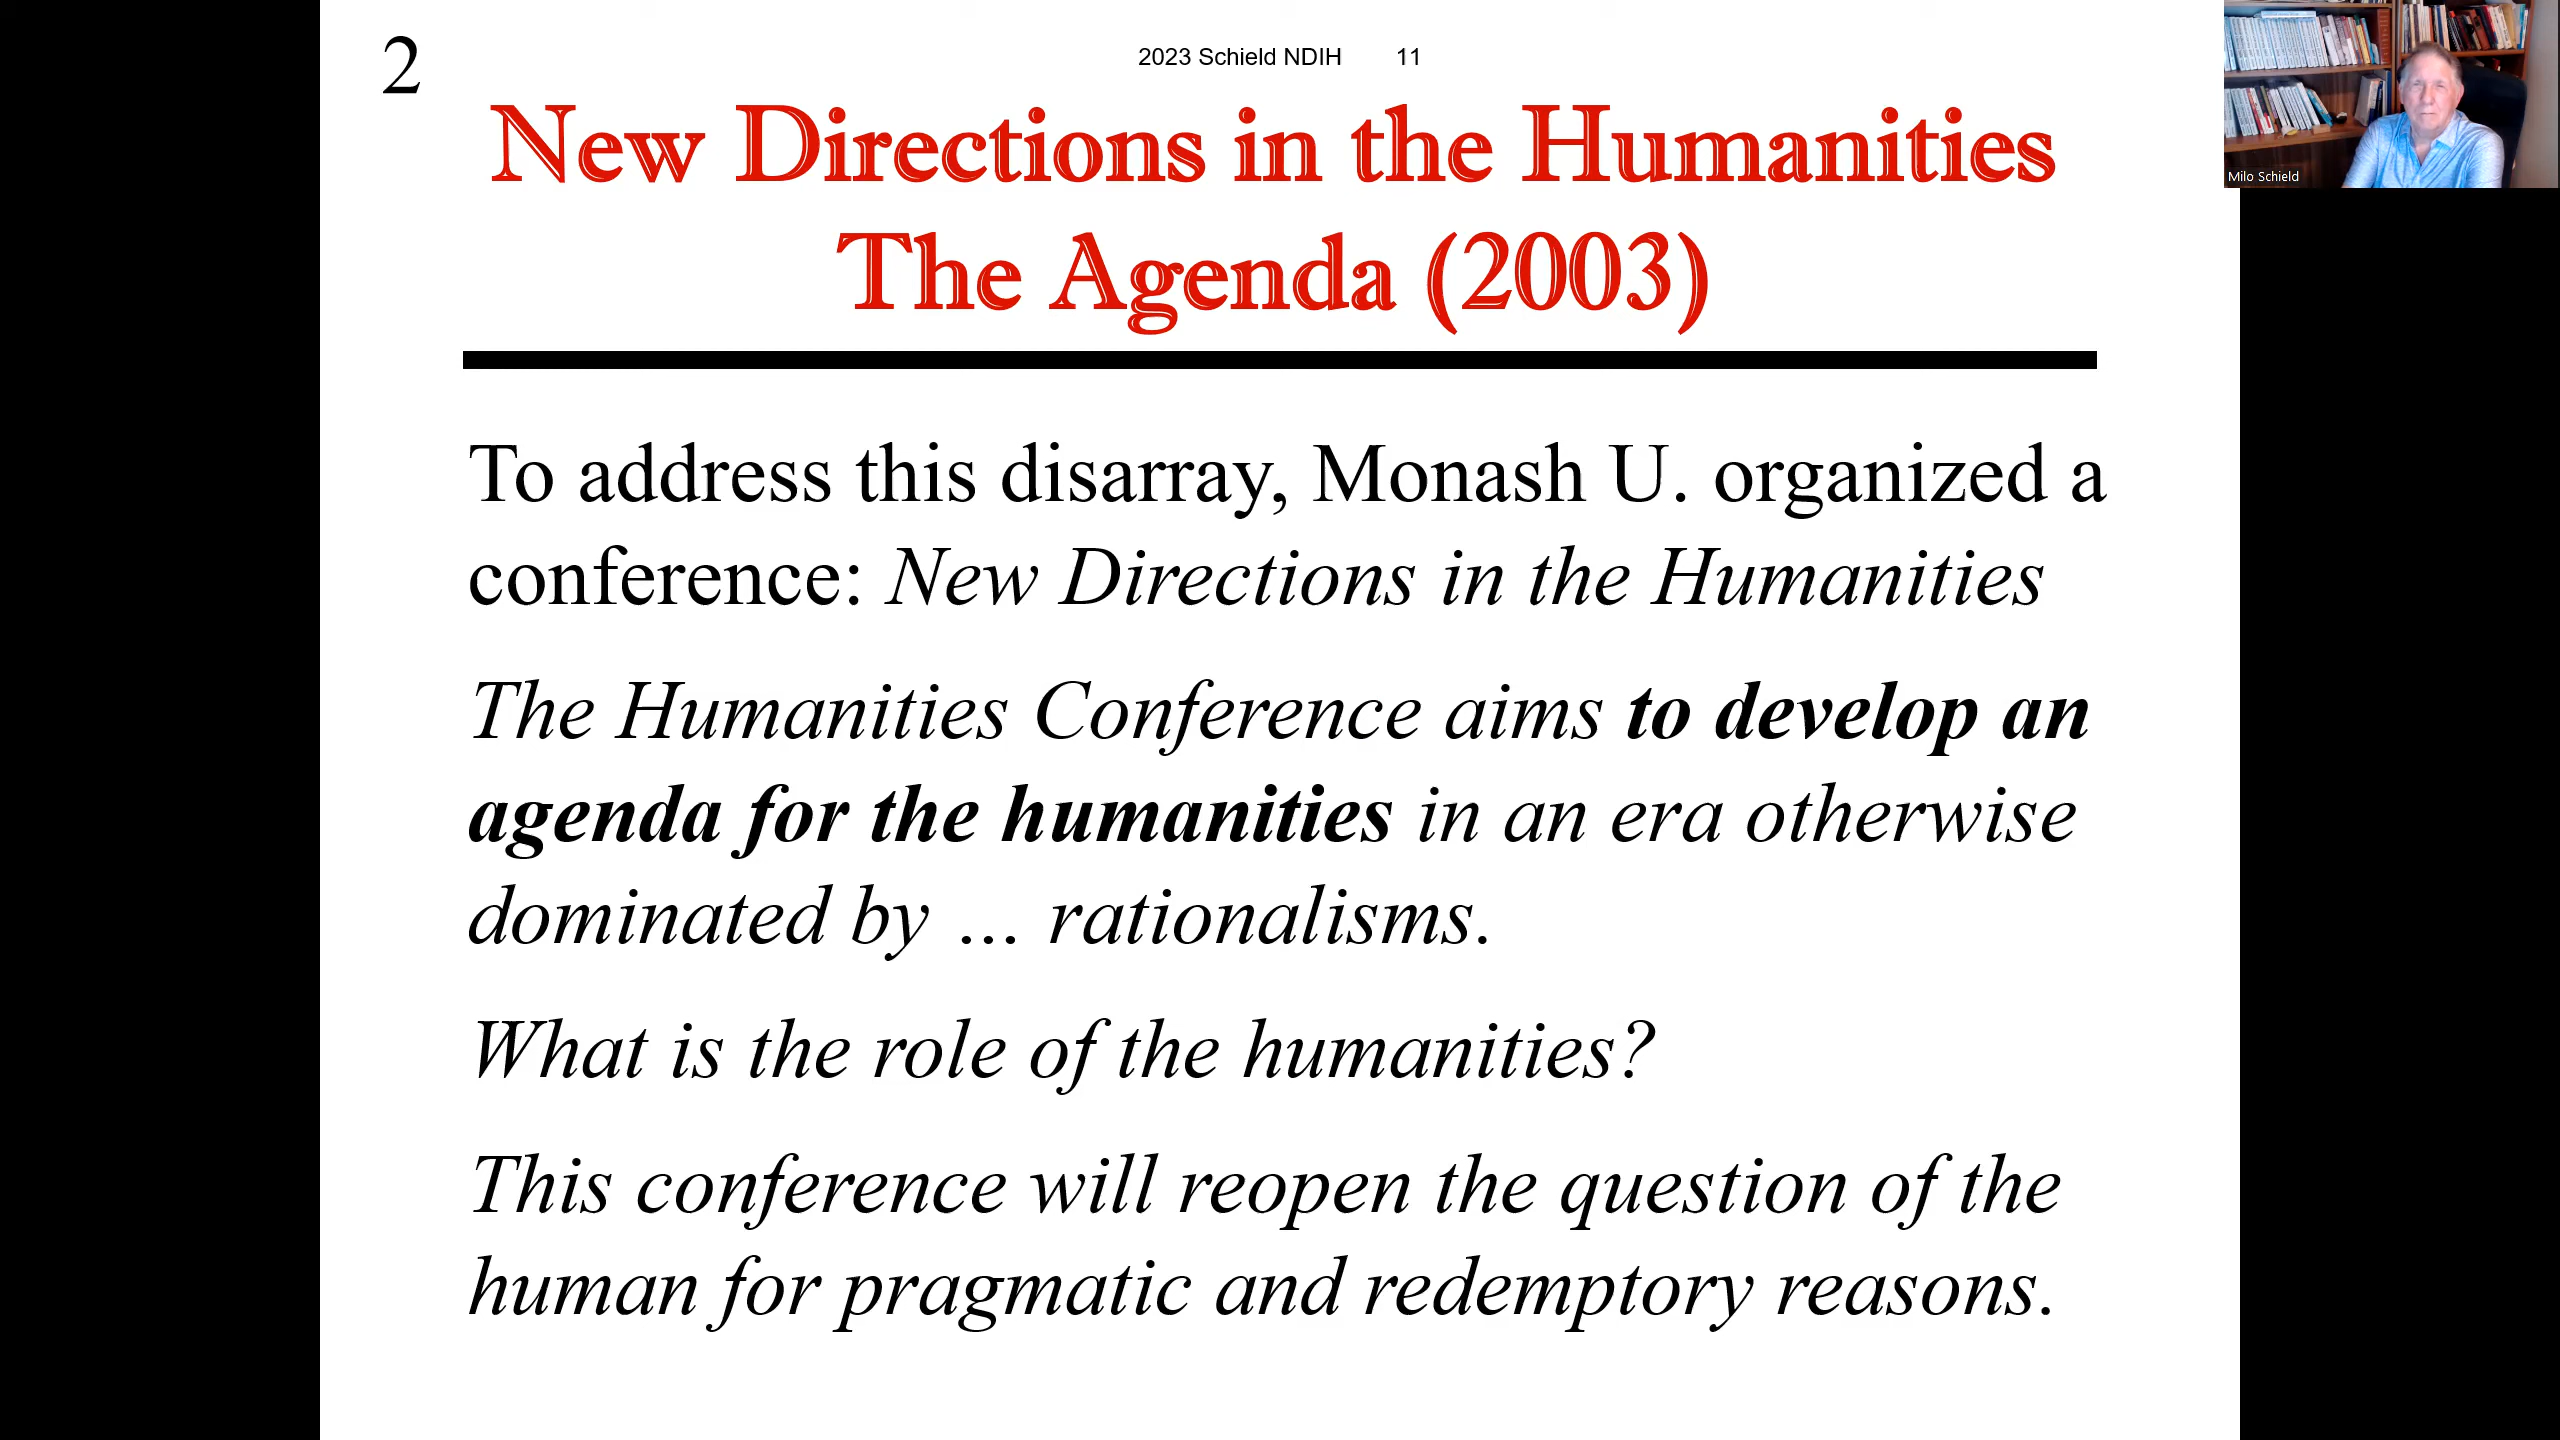 2
2023 Schield NDIH 11
New Directions in the Humanities
The Agenda (2003)
Milo Schield
To address this disarray, Monash U. organized a
conference: New Directions in the Humanities
The Humanities Conference aims to develop an
agenda for the humanities in an era otherwise
dominated by … rationalisms.
What is the role of the humanities?
This conference will reopen the question of the
human for pragmatic and redemptory reasons.